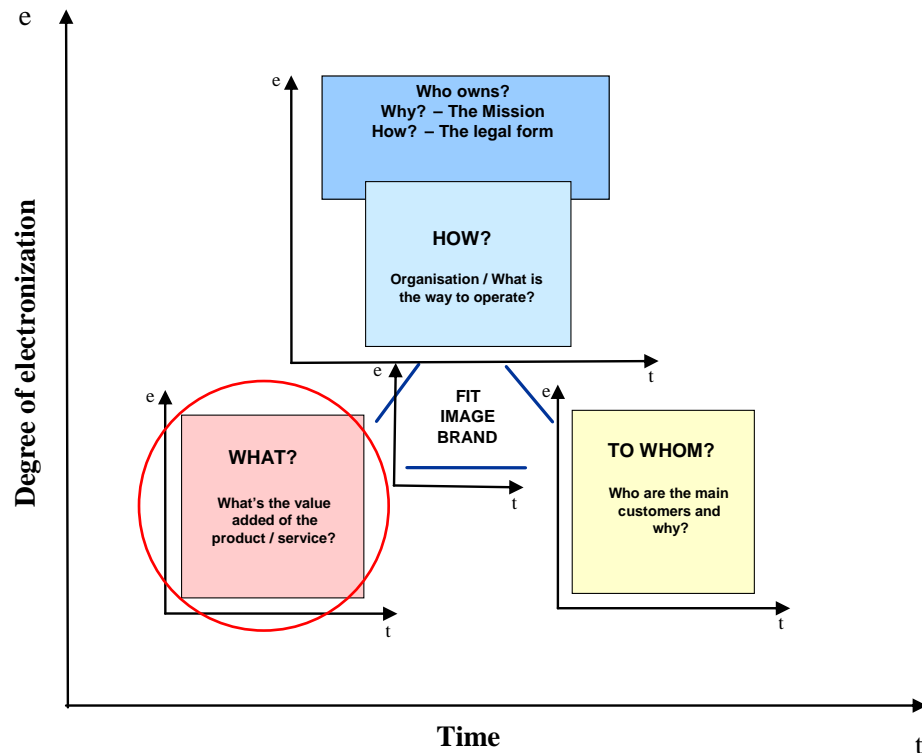 e
e
Who owns?
Why? – The Mission
How? – The legal form
HOW?
Organisation / What is
the way to operate?
t
Degree of electronization
e
WHAT?
What's the value
added of the
product / service?
t
e
FIT
IMAGE
BRAND
t
e
TO WHOM?
Who are the main
customers and
why?
t
Time
t